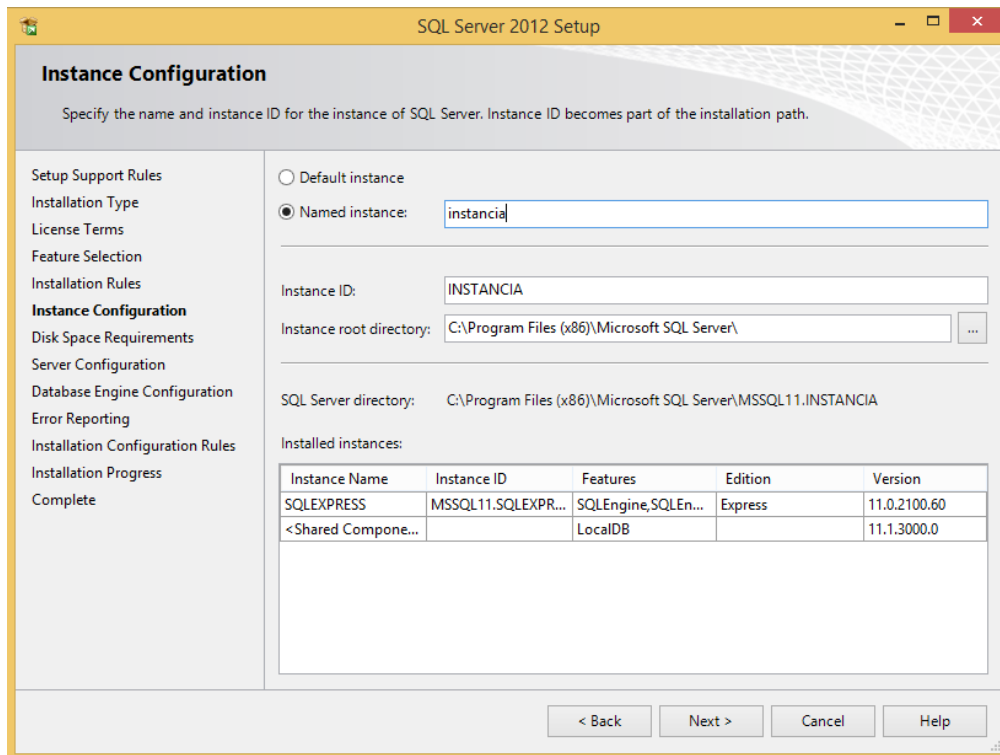 SQL Server 2012 Setup
Instance Configuration
Specify the name and instance ID for the instance of SQL Server. Instance ID becomes part of the installation path.
Setup Support Rules
Installation Type
License Terms
Feature Selection
Installation Rules
Instance Configuration
Disk Space Requirements
Server Configuration
Database Engine Configuration
Error Reporting
Installation Configuration Rules
Installation Progress
Complete
Default instance
Named instance: instancia
Instance ID: INSTANCIA
Instance root directory: C:\Program Files (x86)\Microsoft SQL Server\ ...
SQL Server directory: C:\Program Files (x86)\Microsoft SQL Server\MSSQL11.INSTANCIA
Installed instances:
Instance Name Instance ID Features Edition Version
SQLEXPRESS MSSQL11.SQLEXPR... SQLEngine,SQLEn... Express 11.0.2100.60
<Shared Compone... LocalDB 11.1.3000.0
< Back Next > Cancel Help